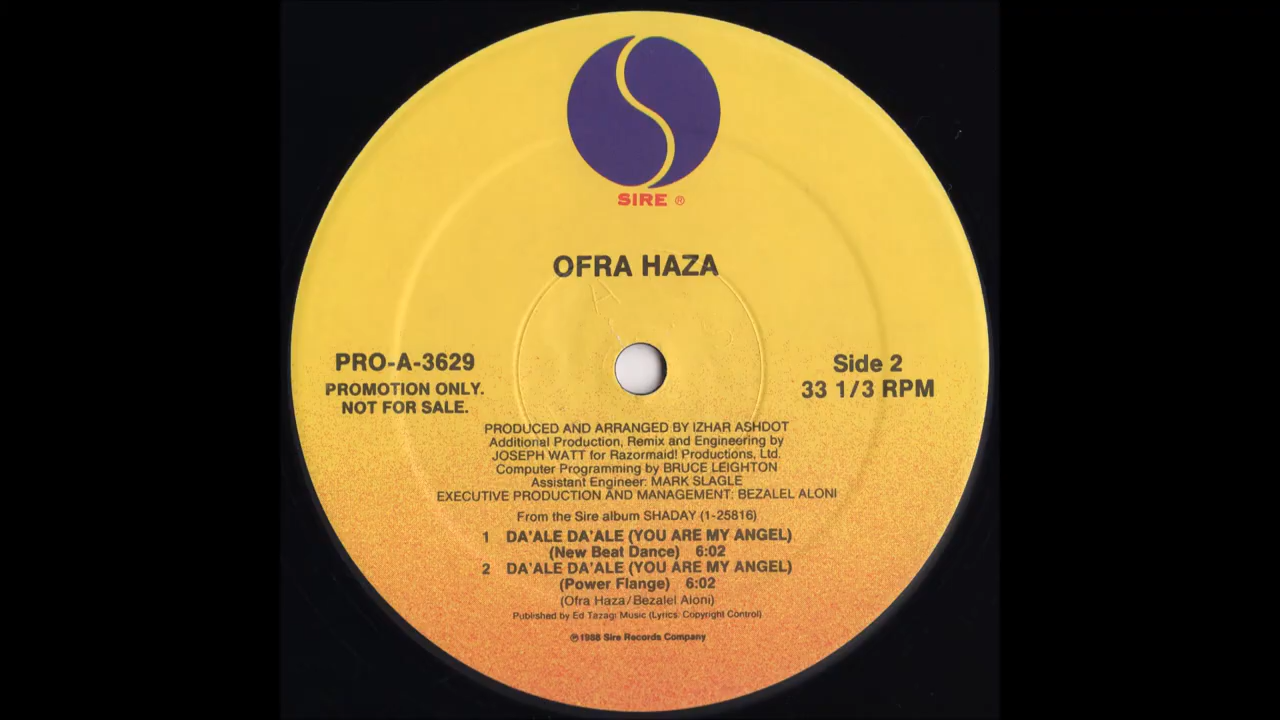 SIRE ®
OFRA HAZA
PRO-A-3629
PROMOTION ONLY.
NOT FOR SALE.
Side 2
33 1/3 RPM
PRODUCED AND ARRANGED BY IZHAR ASHDOT
Additional Production, Remix and Engineering by
JOSEPH WATT for Razormaid! Productions, Ltd.
Computer Programming by BRUCE LEIGHTON
Assistant Engineer: MARK SLAGLE
EXECUTIVE PRODUCTION AND MANAGEMENT: BEZALEL ALONI
From the Sire album SHADAY (1-25816)
1 DA'ALE DA'ALE (YOU ARE MY ANGEL)
(New Beat Dance) 6:02
2 DA'ALE DA'ALE (YOU ARE MY ANGEL)
(Power Flange) 6:02
(Ofra Haza/Bezalel Aloni)
Published by Ed Tazagi Music (Lyrics: Copyright Control)
℗1988 Sire Records Company